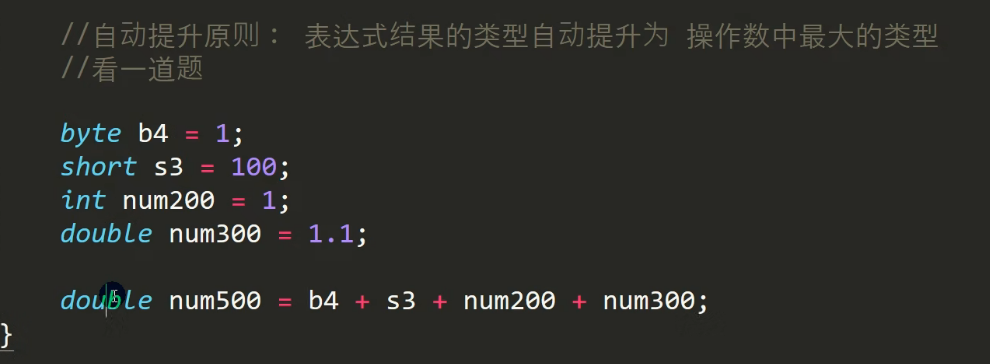 //自动提升原则： 表达式结果的类型自动提升为 操作数中最大的类型
//看一道题
byte b4 = 1;
short s3 = 100;
int num200 = 1;
double num300 = 1.1;
double num500 = b4 + s3 + num200 + num300;
}